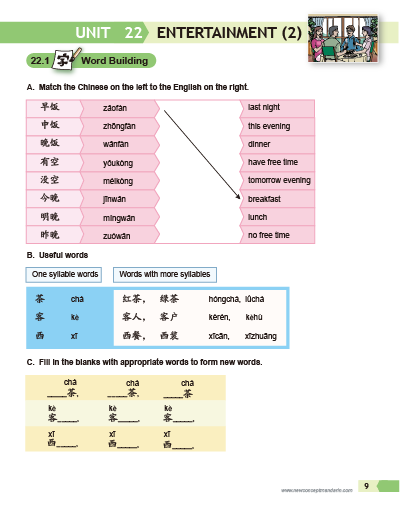 UNIT 22 ENTERTAINMENT (2)
22.1 字 Word Building
A. Match the Chinese on the left to the English on the right.
早饭 zǎofàn last night
中饭 zhōngfàn this evening
晚饭 wǎnfàn dinner
有空 yǒukòng have free time
没空 méikòng tomorrow evening
今晚 jīnwǎn breakfast
明晚 míngwǎn lunch
昨晚 zuówǎn no free time
B. Useful words
One syllable words Words with more syllables
茶 chá 红茶, 绿茶 hóngchá, lǜchá
客 kè 客人, 客户 kèrén, kèhù
西 xī 西餐, 西装 xīcān, xīzhuāng
C. Fill in the blanks with appropriate words to form new words.
chá chá chá
____茶, ____茶, ____茶
kè kè kè
客____, 客____, 客____,
xī xī xī
西____, 西____, 西____,
www.newconceptmandarin.com 9